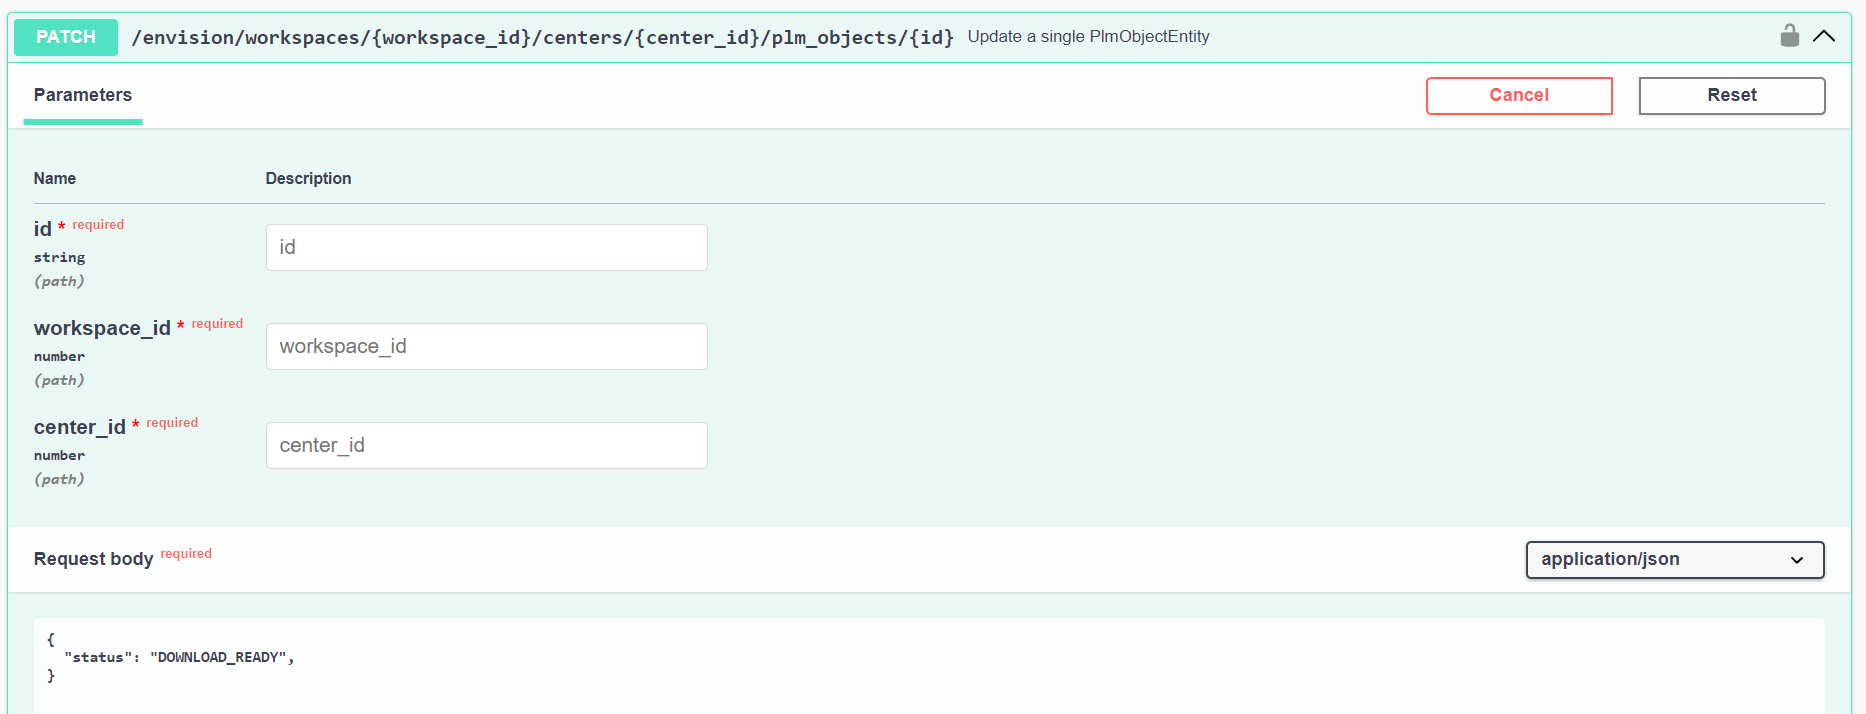 PATCH /envision/workspaces/{workspace_id}/centers/{center_id}/plm_objects/{id} Update a single PlmObjectEntity
Parameters Cancel Reset
Name Description
id * required
string
(path)
id
workspace_id * required
number
(path)
workspace_id
center_id * required
number
(path)
center_id
Request body required application/json
{
"status": "DOWNLOAD_READY",
}